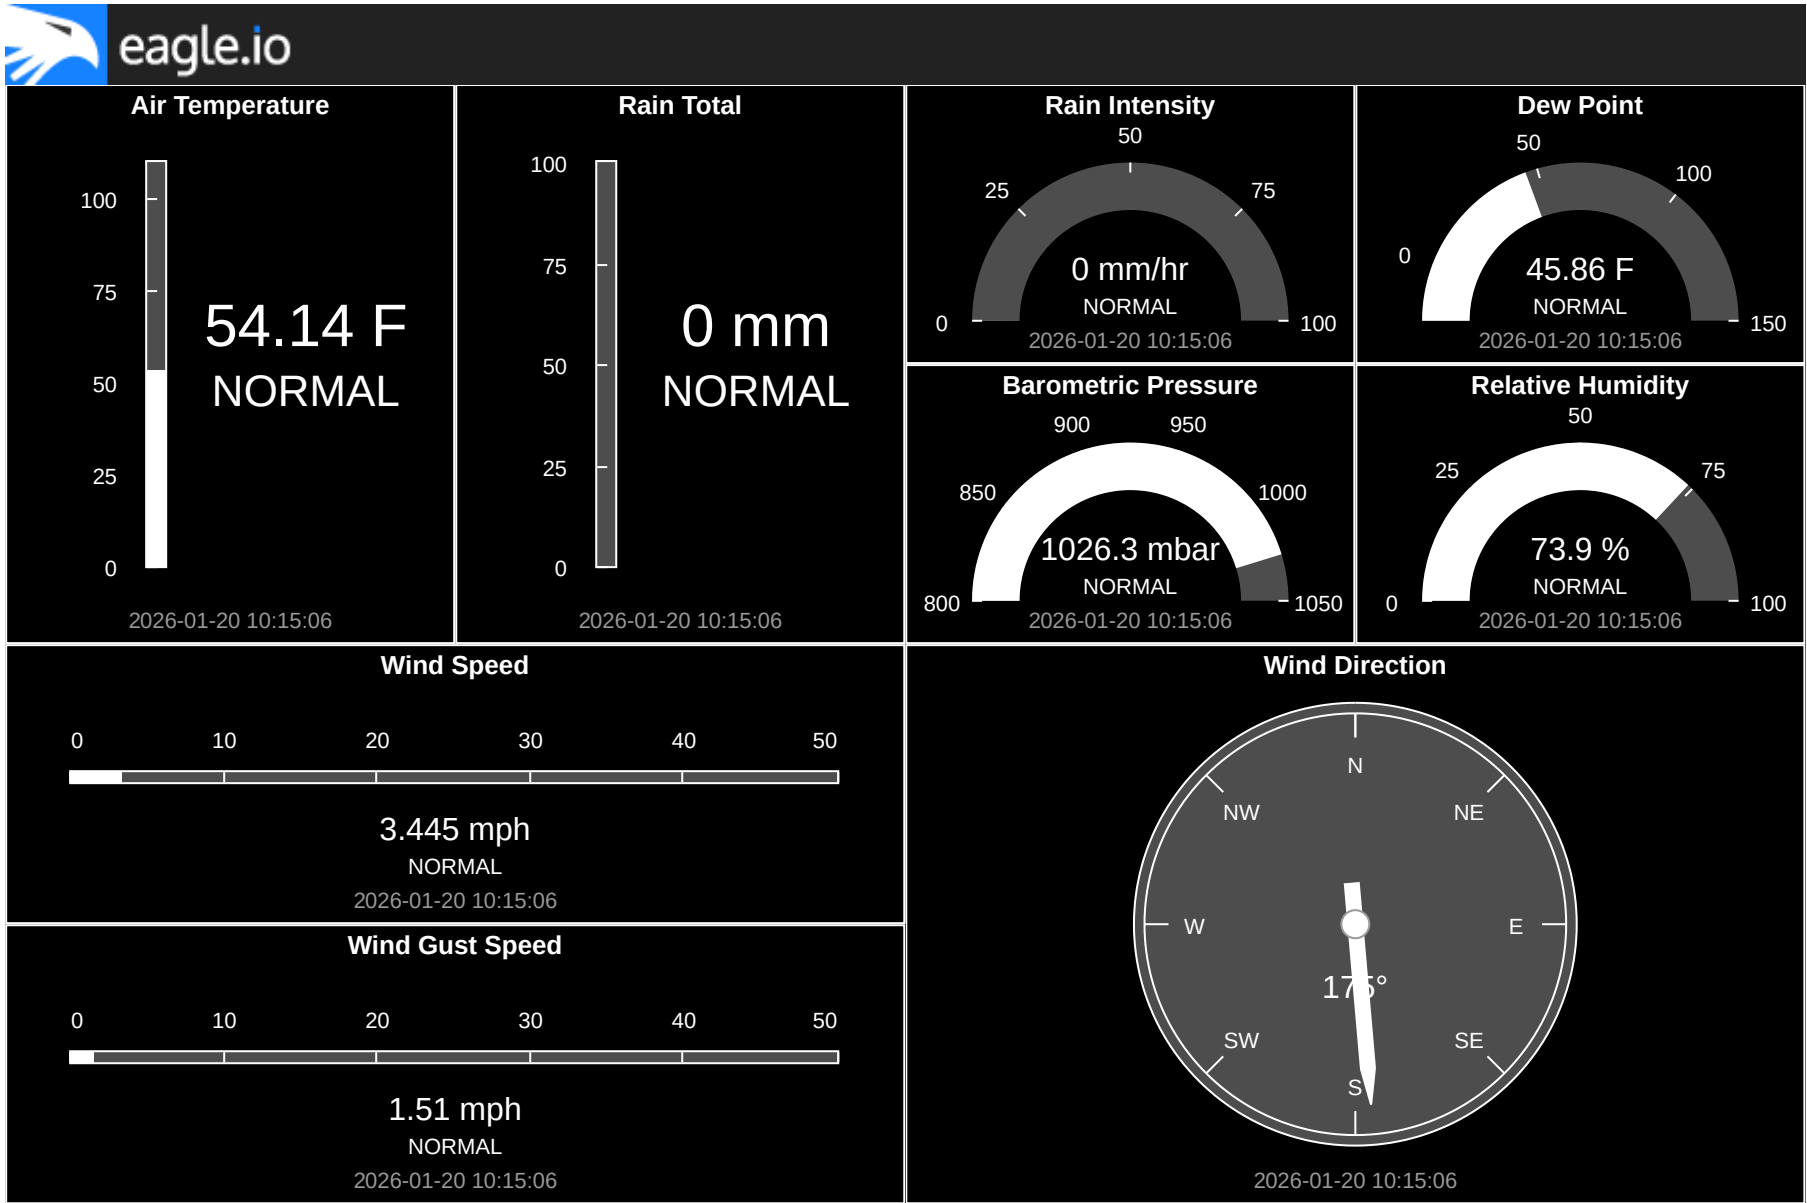 eagle.io
Air Temperature
100
75
50
25
0
54.14 F
NORMAL
2026-01-20 10:15:06
Rain Total
100
75
50
25
0
0 mm
NORMAL
2026-01-20 10:15:06
Rain Intensity
0
25
50
75
100
0 mm/hr
NORMAL
2026-01-20 10:15:06
Dew Point
0
50
100
150
45.86 F
NORMAL
2026-01-20 10:15:06
Barometric Pressure
800
850
900
950
1000
1050
1026.3 mbar
NORMAL
2026-01-20 10:15:06
Relative Humidity
0
25
50
75
100
73.9 %
NORMAL
2026-01-20 10:15:06
Wind Speed
0 10 20 30 40 50
3.445 mph
NORMAL
2026-01-20 10:15:06
Wind Gust Speed
0 10 20 30 40 50
1.51 mph
NORMAL
2026-01-20 10:15:06
Wind Direction
N
NW NE
W E
175°
SW SE
S
2026-01-20 10:15:06